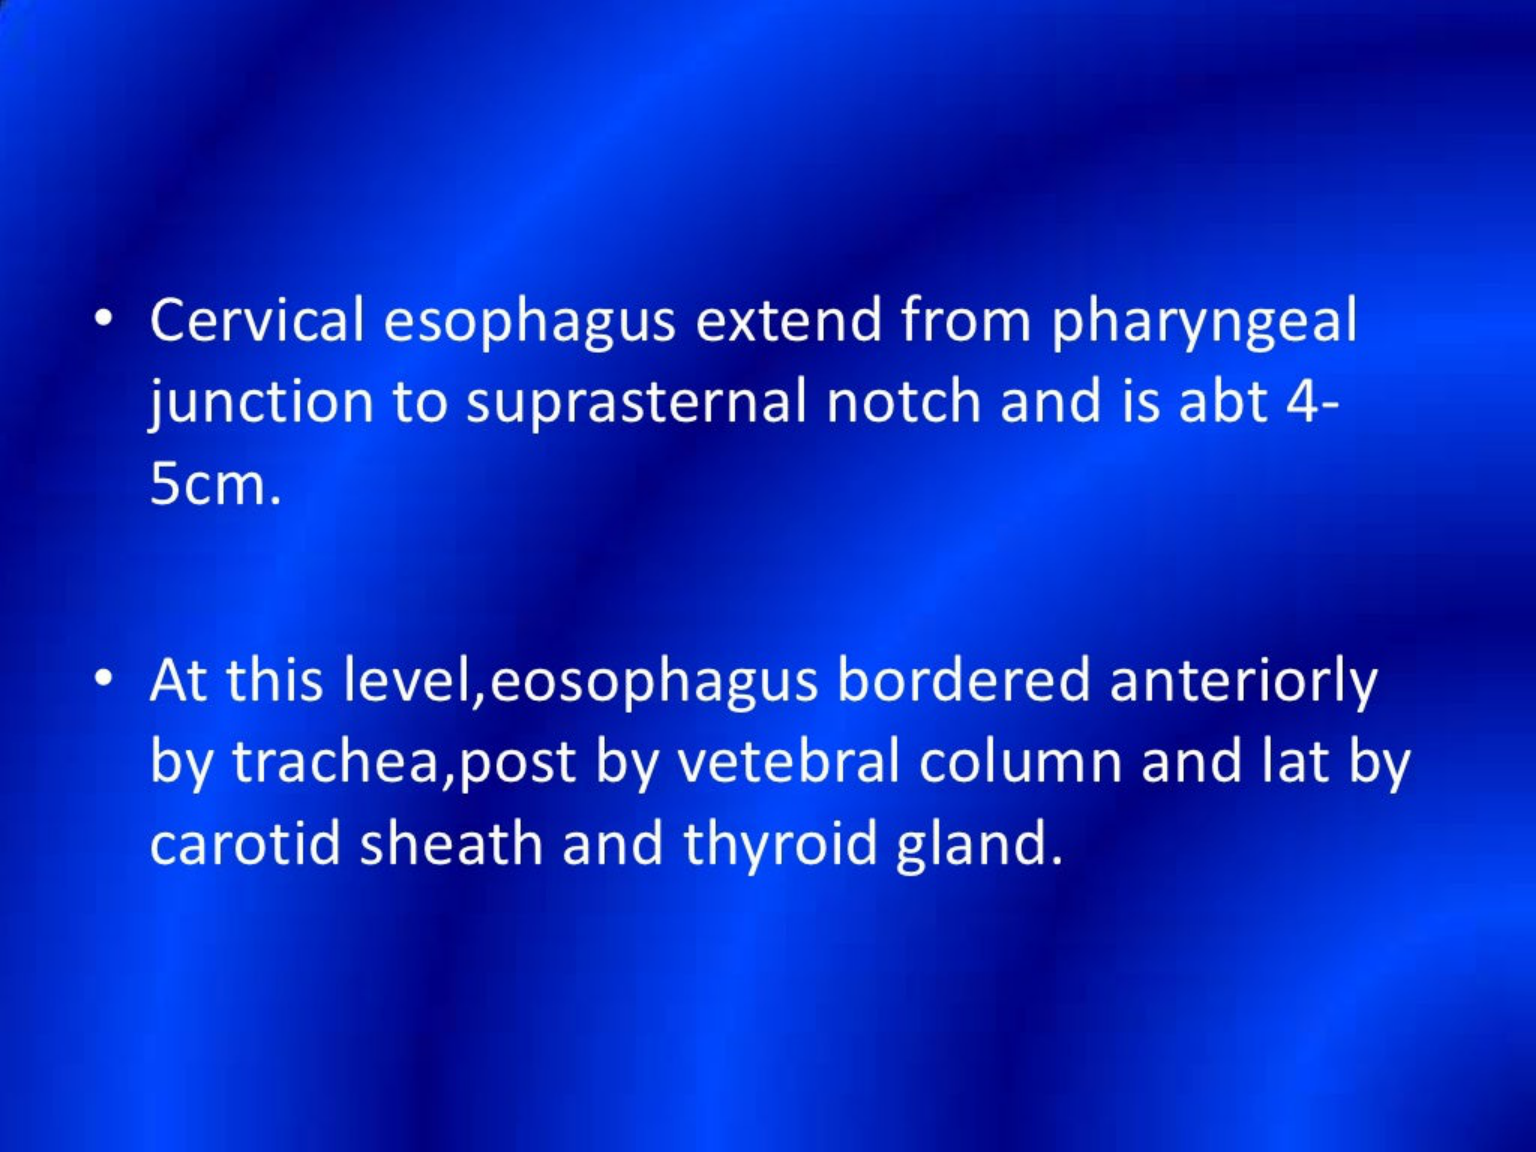 • Cervical esophagus extend from pharyngeal
junction to suprasternal notch and is abt 4-
5cm.
• At this level,eosophagus bordered anteriorly
by trachea,post by vetebral column and lat by
carotid sheath and thyroid gland.